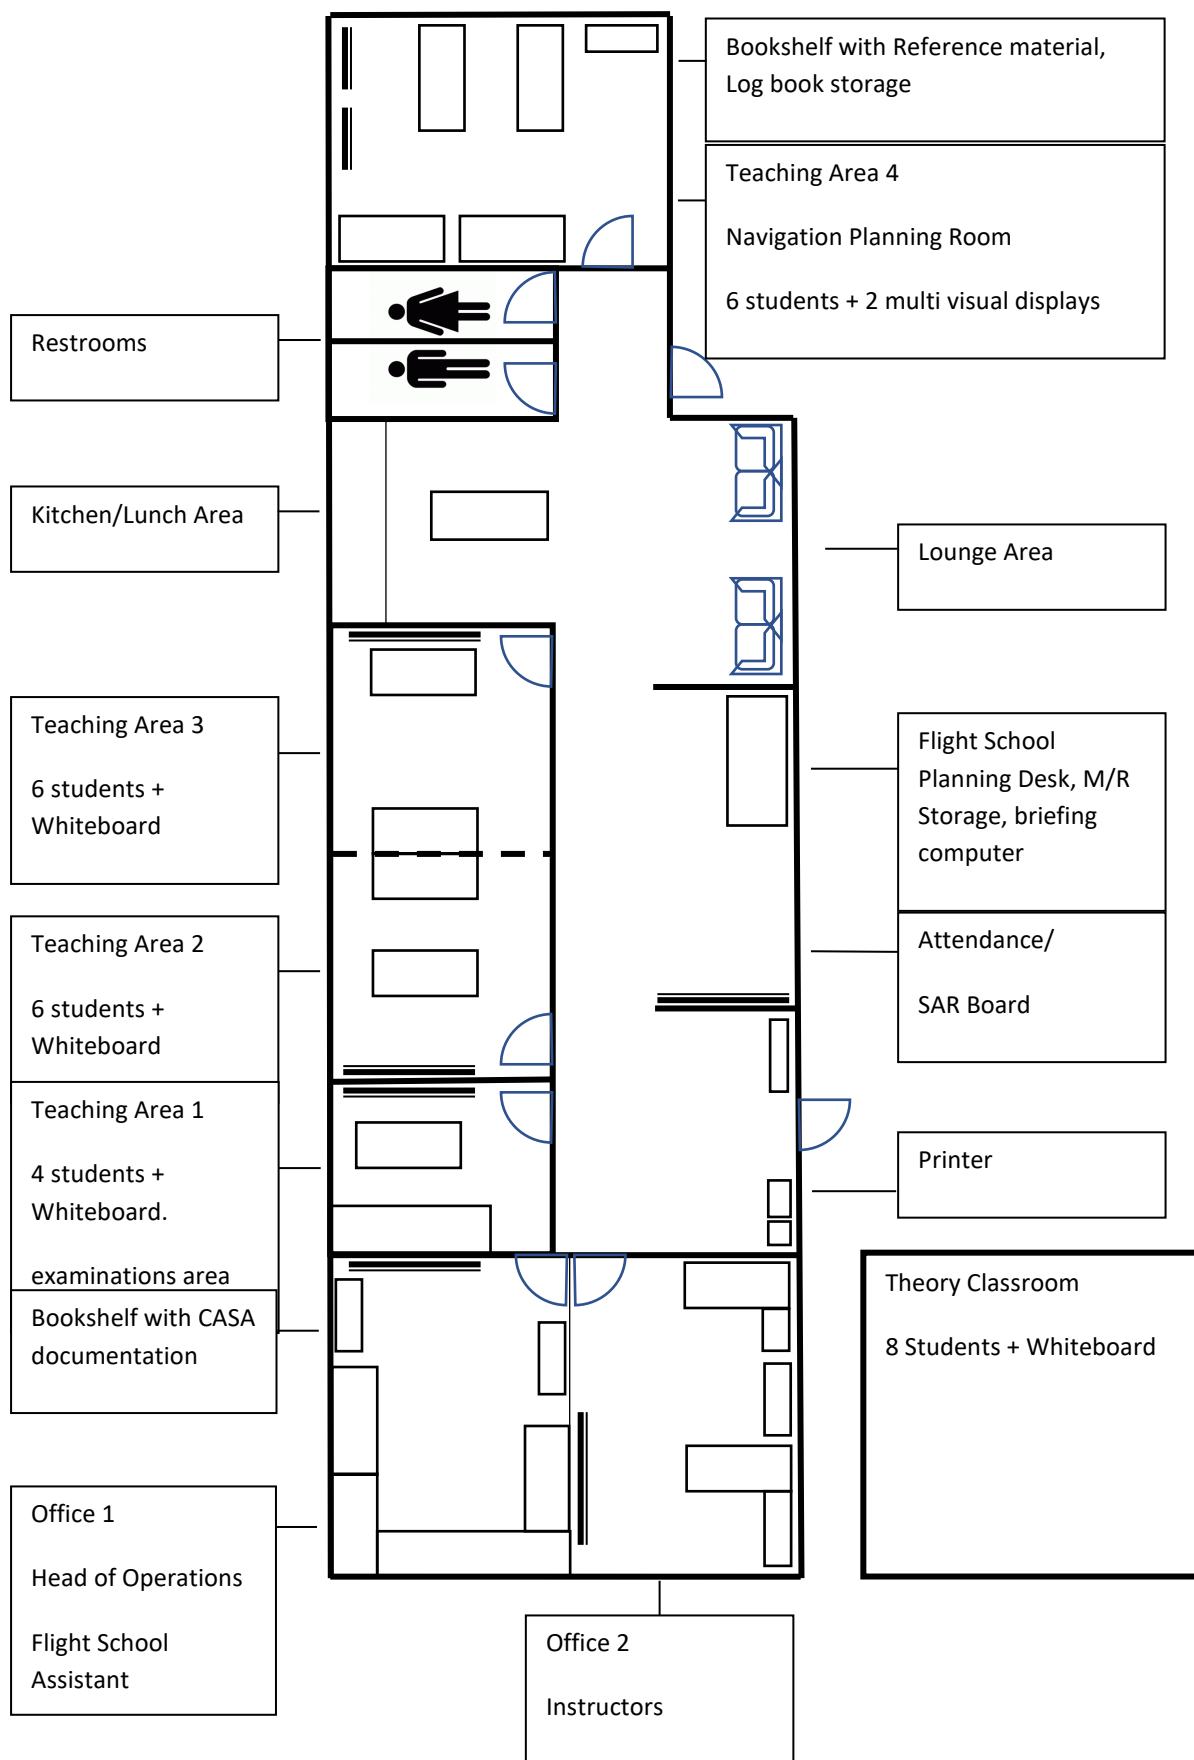 Bookshelf with Reference material,
Log book storage
Teaching Area 4
Navigation Planning Room
6 students + 2 multi visual displays
Restrooms
Kitchen/Lunch Area
Lounge Area
Teaching Area 3
6 students +
Whiteboard
Flight School
Planning Desk, M/R
Storage, briefing
computer
Teaching Area 2
6 students +
Whiteboard
Attendance/
SAR Board
Teaching Area 1
4 students +
Whiteboard.
examinations area
Printer
Bookshelf with CASA
documentation
Theory Classroom
8 Students + Whiteboard
Office 1
Head of Operations
Flight School
Assistant
Office 2
Instructors